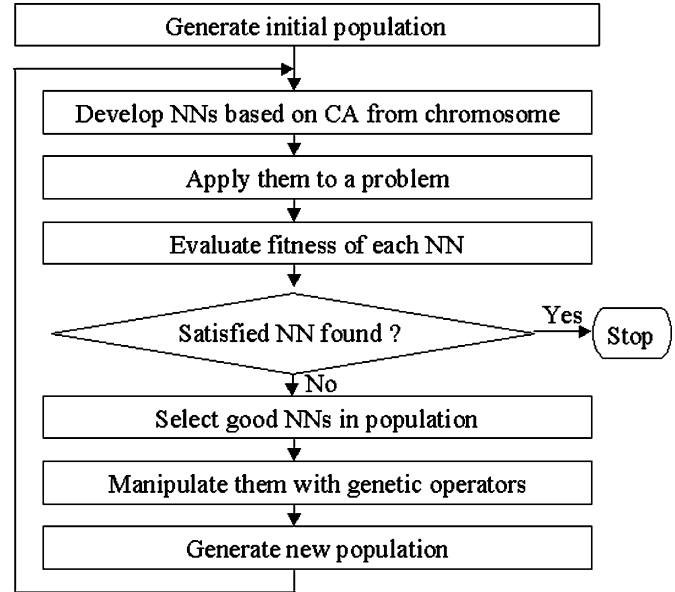 Generate initial population
Develop NNs based on CA from chromosome
Apply them to a problem
Evaluate fitness of each NN
Satisfied NN found ?
Yes
Stop
No
Select good NNs in population
Manipulate them with genetic operators
Generate new population